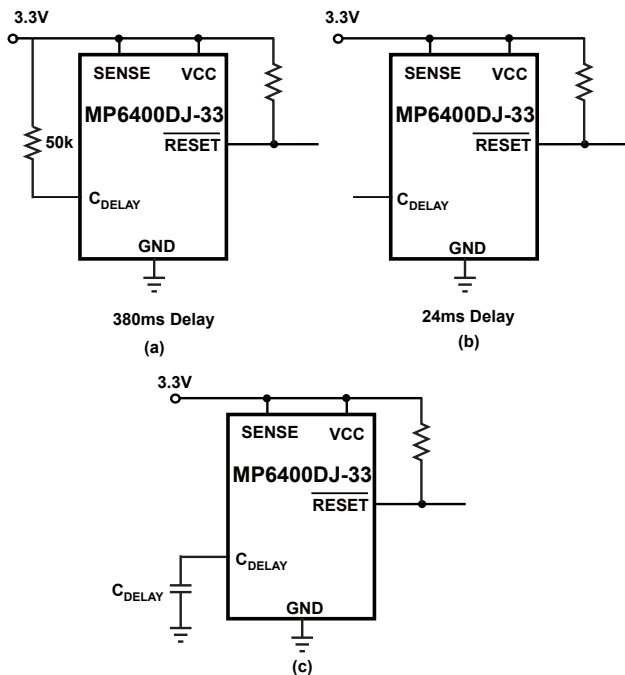 3.3V
SENSE VCC
MP6400DJ-33
50k
RESET
CDELAY
GND
380ms Delay
(a)
3.3V
SENSE VCC
MP6400DJ-33
RESET
CDELAY
GND
24ms Delay
(b)
3.3V
SENSE VCC
MP6400DJ-33
RESET
CDELAY
CDELAY
GND
(c)